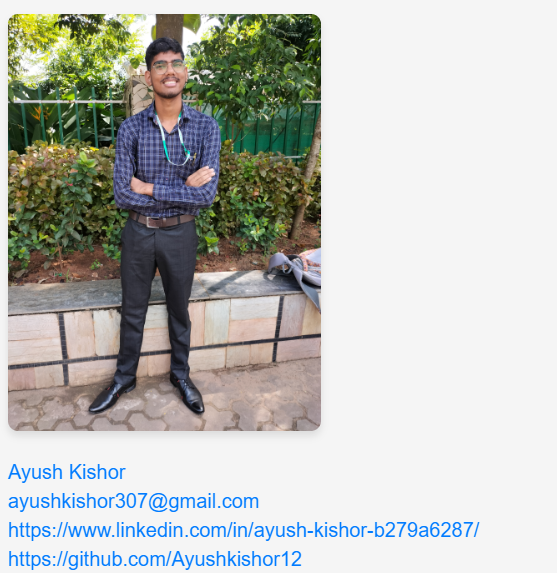 Ayush Kishor
ayushkishor307@gmail.com
https://www.linkedin.com/in/ayush-kishor-b279a6287/
https://github.com/Ayushkishor12